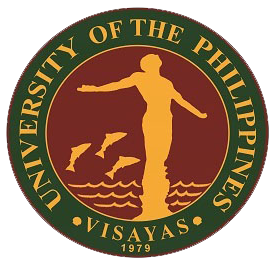 UNIVERSITY OF THE PHILIPPINES
•VISAYAS•
1979